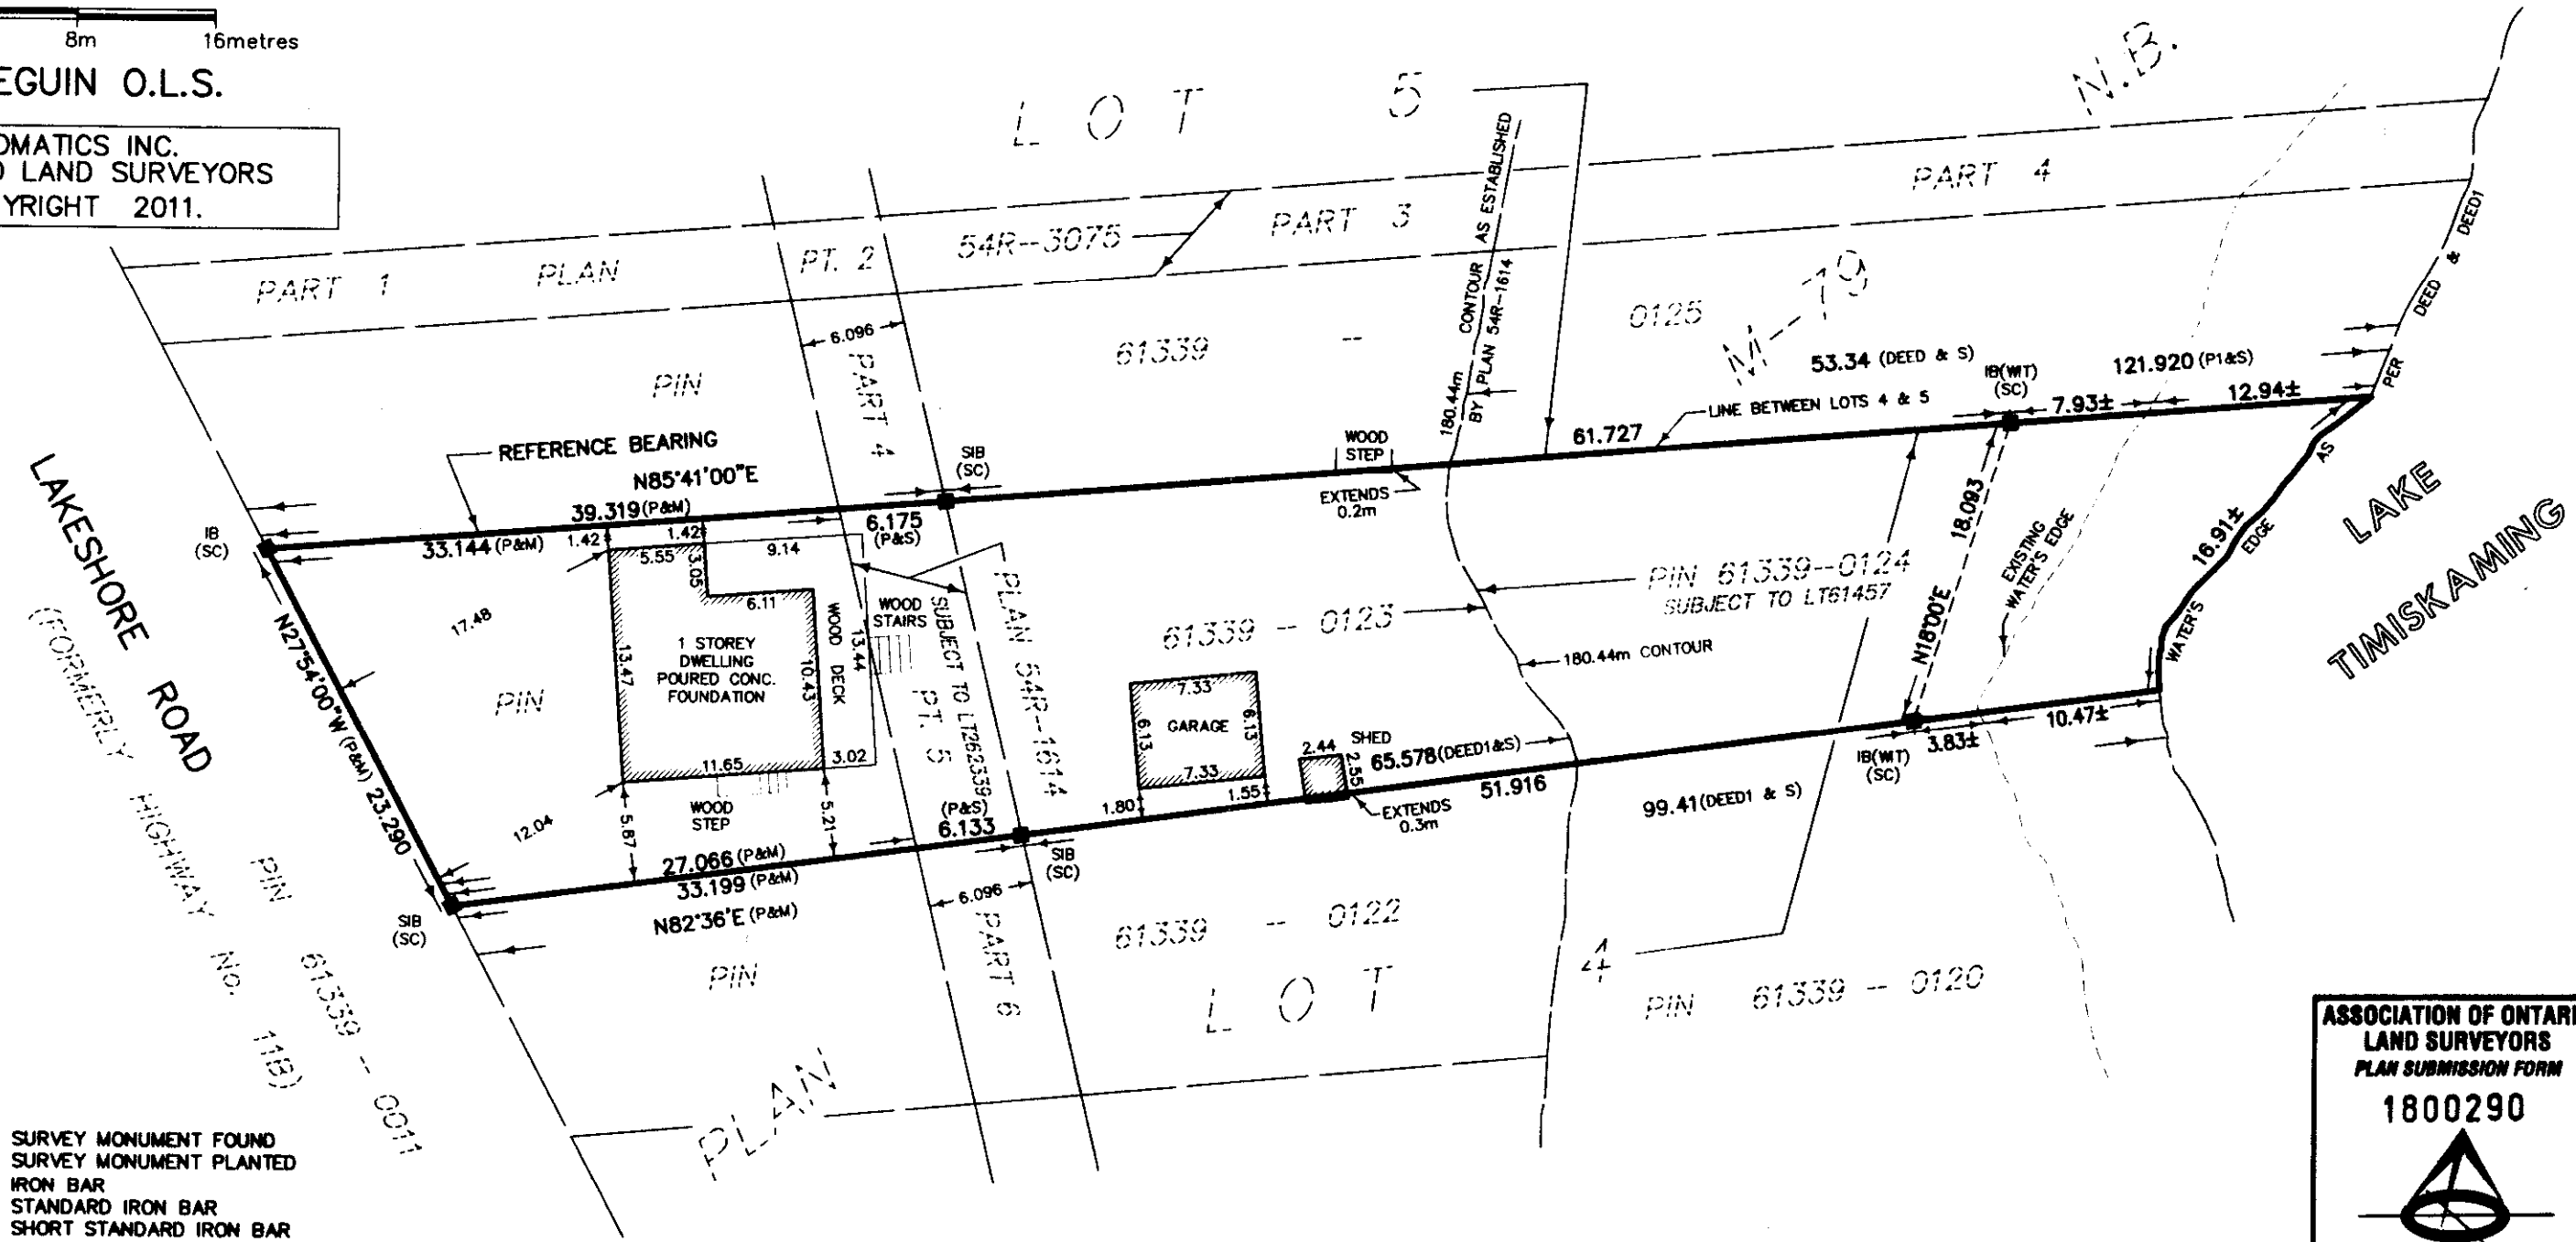 8m 16metres
EGUIN O.L.S.
OMATICS INC.
LAND SURVEYORS
YRIGHT 2011.
LOT 5
N.B.
PART 1 PLAN PT. 2 54R-3075 PART 3 PART 4
180.44m CONTOUR AS ESTABLISHED
BY PLAN 54R-1614
PER DEED & DEED1
6.096
PART 4
PIN 61339 - 0125
M-79
53.34 (DEED & S)
IB(WIT)
(SC)
121.920 (P1&S)
7.93±
12.94±
LINE BETWEEN LOTS 4 & 5
REFERENCE BEARING
N85°41'00"E
39.319(P&M)
SIB
(SC)
WOOD
STEP
EXTENDS
0.2m
61.727
IB
(SC)
33.144(P&M)
6.175
(P&S)
1.42
1.42
5.55
3.05
9.14
6.11
LAKESHORE ROAD
(FORMERLY HIGHWAY No. 11B)
PIN 61339 -- 0011
N27°54'00"W (P&M) 23.290
17.48
PIN
13.47
1 STOREY
DWELLING
POURED CONC.
FOUNDATION
10.43
WOOD DECK
13.44
WOOD
STAIRS
SUBJECT TO LT262339
PT. 5
PLAN 54R-1614
61339 - 0123
PIN 61339-0124
SUBJECT TO LT61457
180.44m CONTOUR
18.093
N18°00'E
EXISTING
WATER'S EDGE
16.91±
WATER'S EDGE AS
LAKE
TIMISKAMING
11.65
3.02
WOOD
STEP
12.04
5.87
5.21
7.33
6.13
GARAGE
6.13
7.33
1.80
1.55
2.44
SHED
2.55
65.578(DEED1&S)
EXTENDS
0.3m
51.916
99.41(DEED1 & S)
IB(WIT)
(SC)
3.83±
10.47±
(P&S)
6.133
SIB
(SC)
27.066(P&M)
33.199 (P&M)
N82°36'E (P&M)
SIB
(SC)
6.096
PART 6
PIN 61339 - 0122
LOT 4
PIN 61339 -- 0120
PLAN
SURVEY MONUMENT FOUND
SURVEY MONUMENT PLANTED
IRON BAR
STANDARD IRON BAR
SHORT STANDARD IRON BAR
ASSOCIATION OF ONTARI
LAND SURVEYORS
PLAN SUBMISSION FORM
1800290